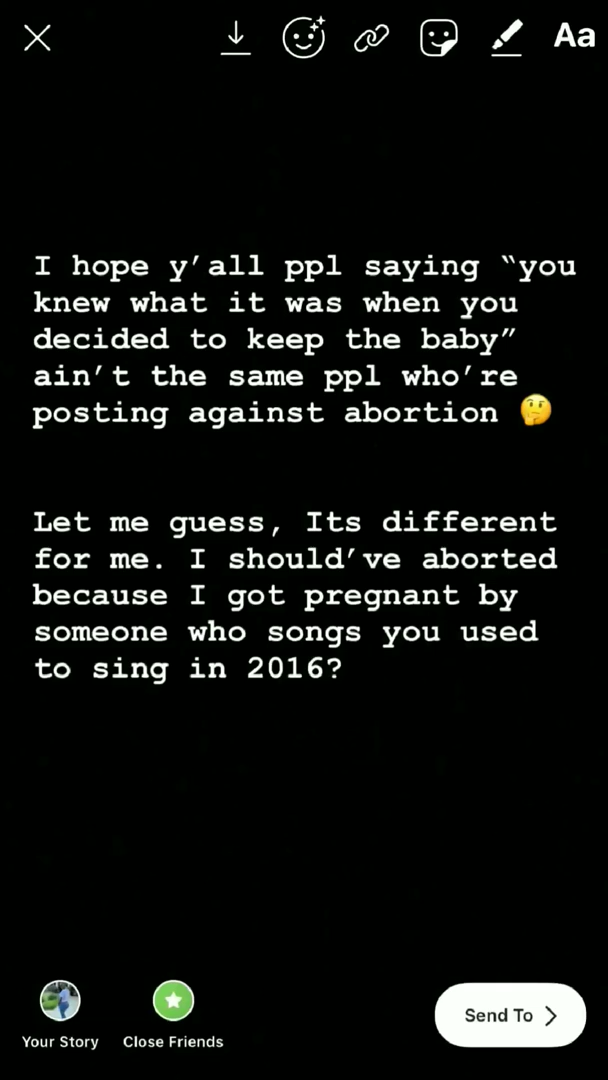 Aa
I hope y’all ppl saying “you
knew what it was when you
decided to keep the baby”
ain’t the same ppl who’re
posting against abortion 🤔
Let me guess, Its different
for me. I should’ve aborted
because I got pregnant by
someone who songs you used
to sing in 2016?
Send To
Your Story
Close Friends